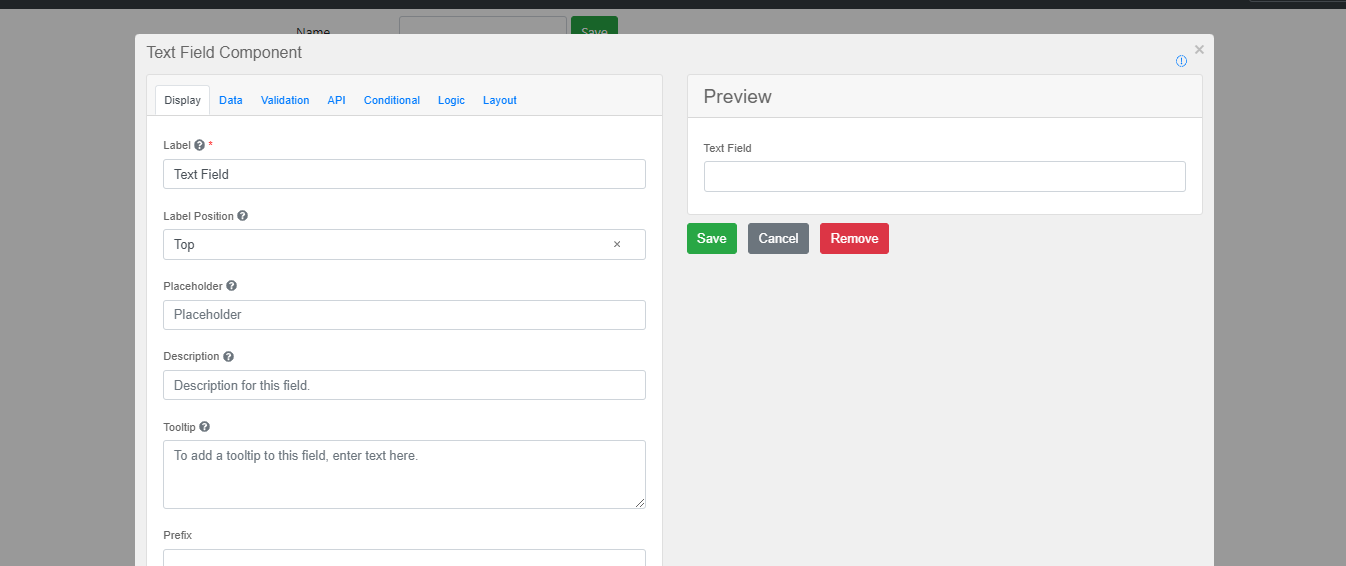 Name Save
Text Field Component
×
Display Data Validation API Conditional Logic Layout
Label *
Text Field
Label Position
Top ×
Placeholder
Placeholder
Description
Description for this field.
Tooltip
To add a tooltip to this field, enter text here.
Prefix
Preview
Text Field
Save Cancel Remove